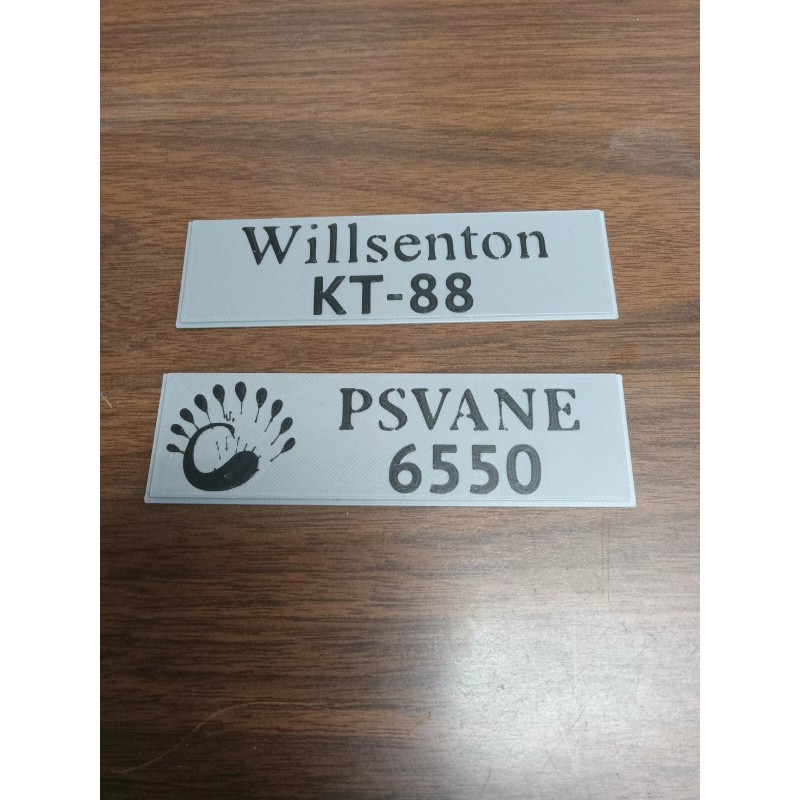 Willsenton
KT-88
PSVANE
6550